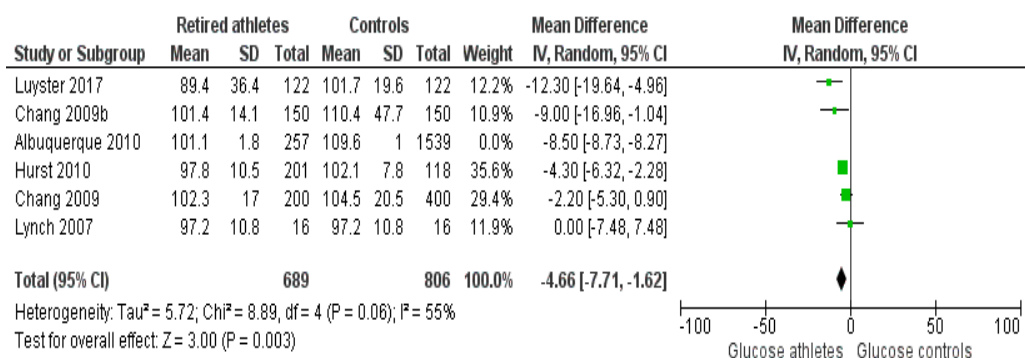 Retired athletes Controls Mean Difference Mean Difference
Study or Subgroup Mean SD Total Mean SD Total Weight IV, Random, 95% CI IV, Random, 95% CI
Luyster 2017 89.4 36.4 122 101.7 19.6 122 12.2% -12.30 [-19.64, -4.96]
Chang 2009b 101.4 14.1 150 110.4 47.7 150 10.9% -9.00 [-16.96, -1.04]
Albuquerque 2010 101.1 1.8 257 109.6 1 1539 0.0% -8.50 [-8.73, -8.27]
Hurst 2010 97.8 10.5 201 102.1 7.8 118 35.6% -4.30 [-6.32, -2.28]
Chang 2009 102.3 17 200 104.5 20.5 400 29.4% -2.20 [-5.30, 0.90]
Lynch 2007 97.2 10.8 16 97.2 10.8 16 11.9% 0.00 [-7.48, 7.48]
Total (95% CI) 689 806 100.0% -4.66 [-7.71, -1.62]
Heterogeneity: Tau² = 5.72; Chi² = 8.89, df = 4 (P = 0.06); I² = 55%
Test for overall effect: Z = 3.00 (P = 0.003)
-100 -50 0 50 100
Glucose athletes Glucose controls